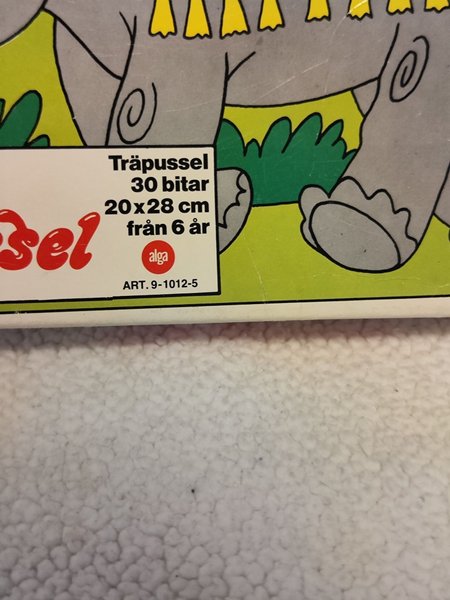 Träpussel
30 bitar
20x28 cm
från 6 år
sel
alga
ART. 9-1012-5